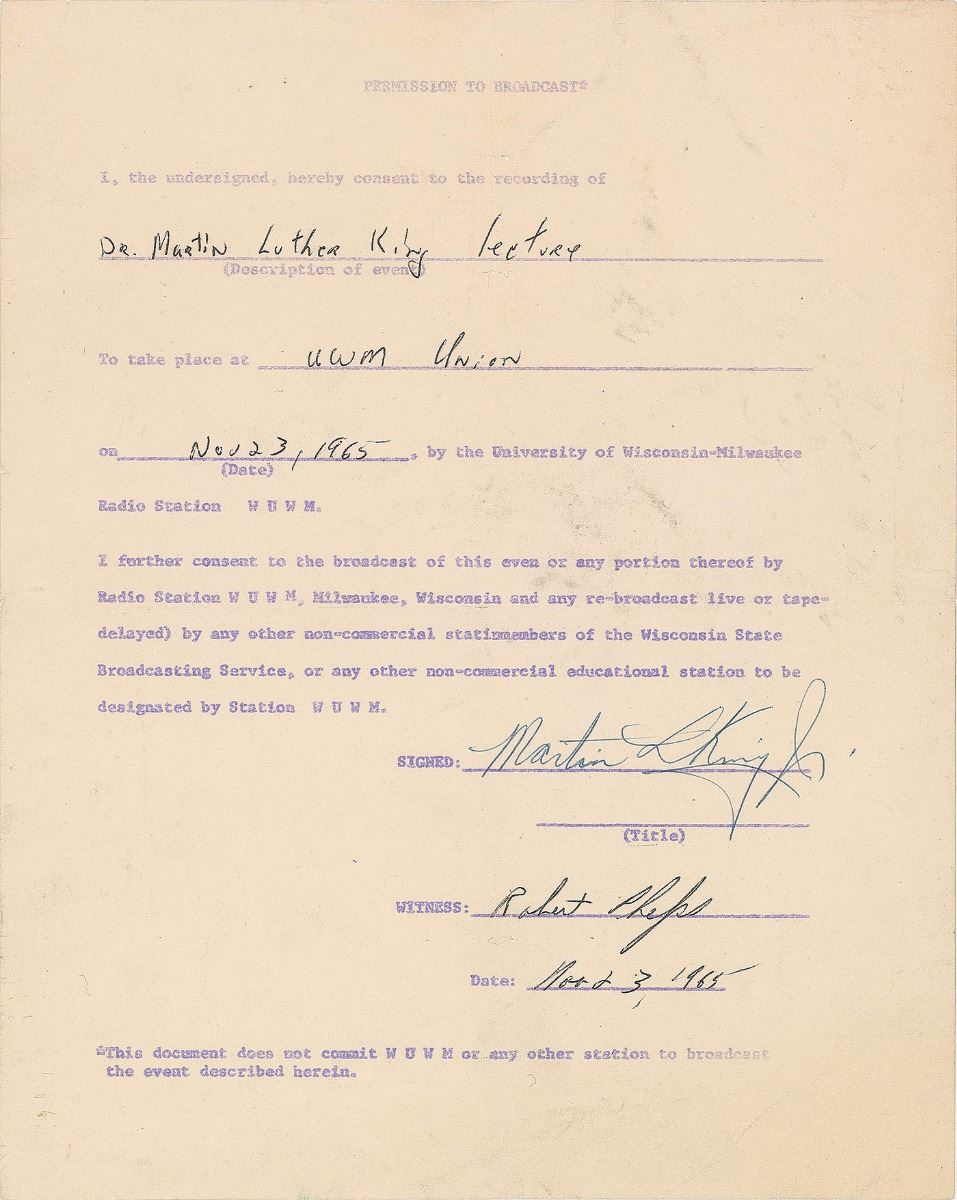 PERMISSION TO BROADCAST*
I, the undersigned, hereby consent to the recording of
Dr. Martin Luther King lecture
(Description of event)
To take place at UWM Union
on Nov 23, 1965, by the University of Wisconsin-Milwaukee
(Date)
Radio Station W U W M.
I further consent to the broadcast of this even or any portion thereof by
Radio Station W U W M, Milwaukee, Wisconsin and any re-broadcast live or tape-
delayed) by any other non-commercial statinmembers of the Wisconsin State
Broadcasting Service, or any other non-commercial educational station to be
designated by Station W U W M.
SIGNED: Martin L King Jr.
(Title)
WITNESS: Robert Phelps
Date: Nov 23, 1965
*This document does not commit W U W M or any other station to broadcast
the event described herein.